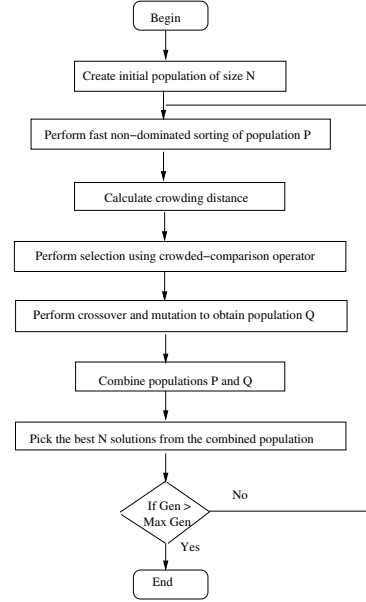 Begin
Create initial population of size N
Perform fast non−dominated sorting of population P
Calculate crowding distance
Perform selection using crowded−comparison operator
Perform crossover and mutation to obtain population Q
Combine populations P and Q
Pick the best N solutions from the combined population
If Gen >
Max Gen
No
Yes
End